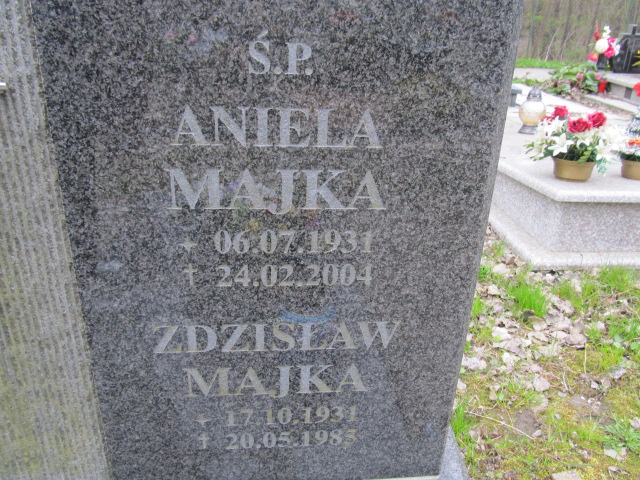 Ś.P.
ANIELA
MAJKA
* 06.07.1931
† 24.02.2004
ZDZISŁAW
MAJKA
* 17.10.1931
† 20.05.1985